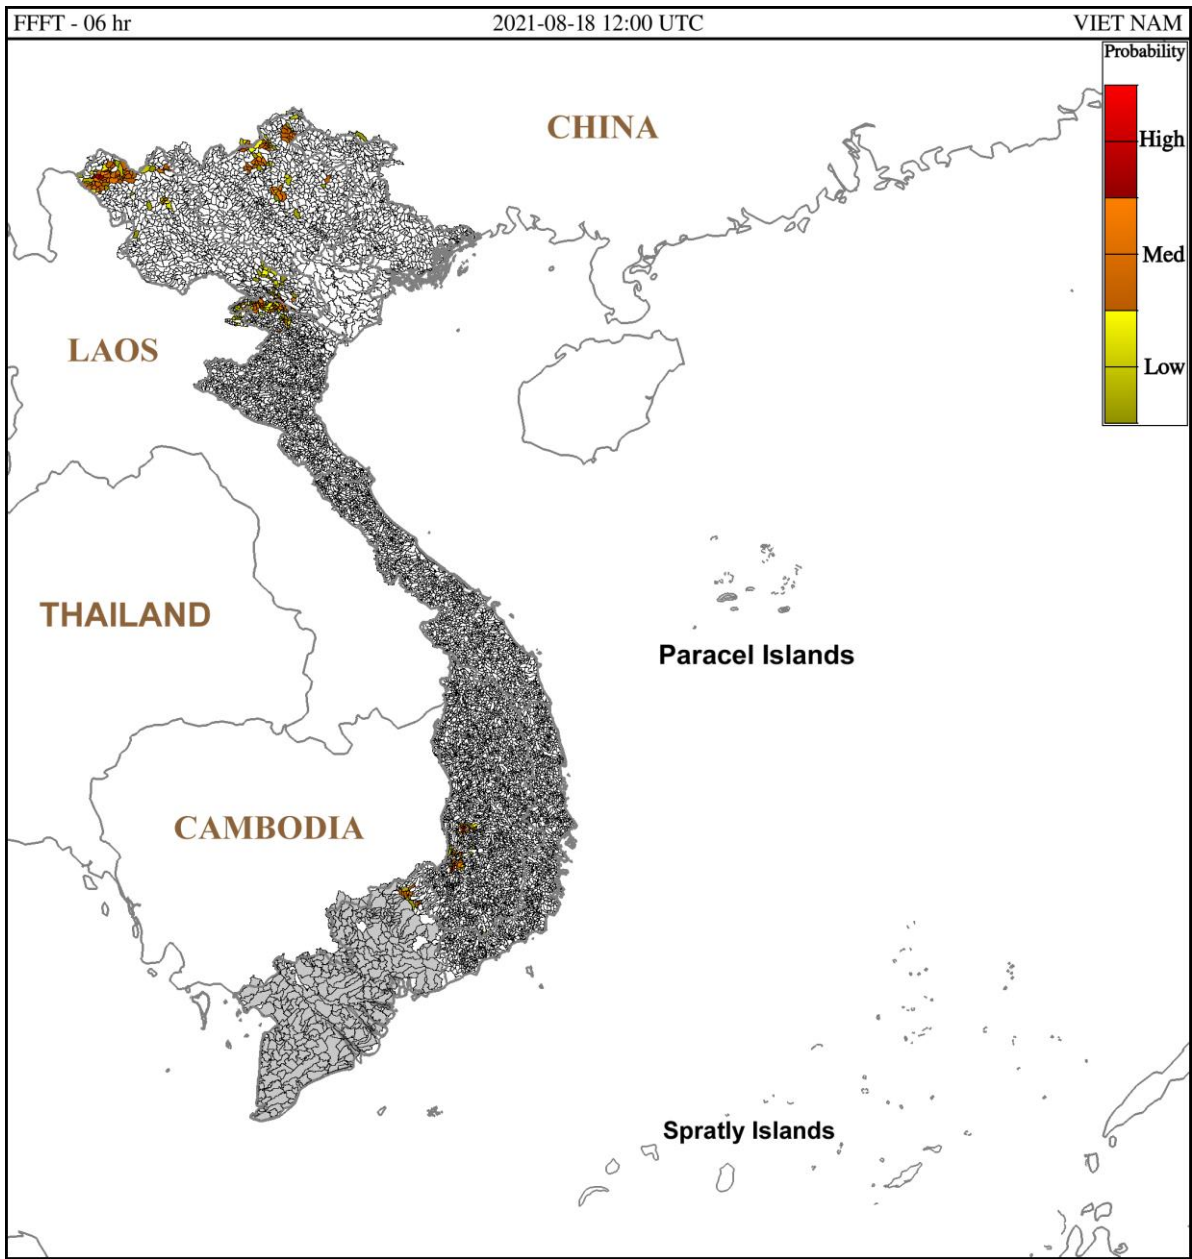 FFFT - 06 hr
2021-08-18 12:00 UTC
VIET NAM
Probability
High
Med
Low
CHINA
LAOS
THAILAND
Paracel Islands
CAMBODIA
Spratly Islands